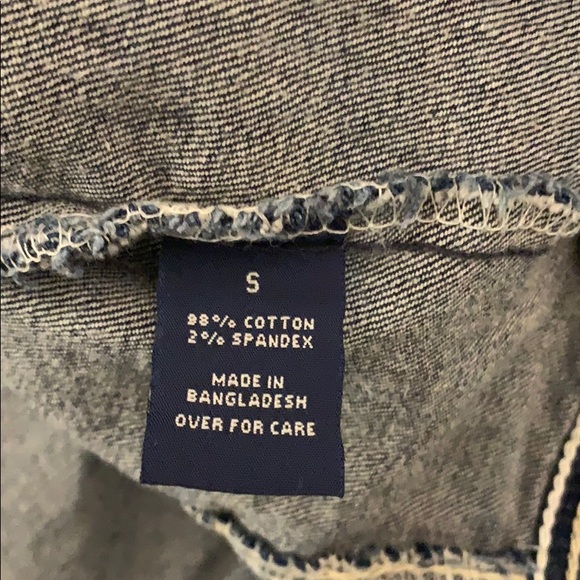 S
98% COTTON
2% SPANDEX
MADE IN
BANGLADESH
OVER FOR CARE